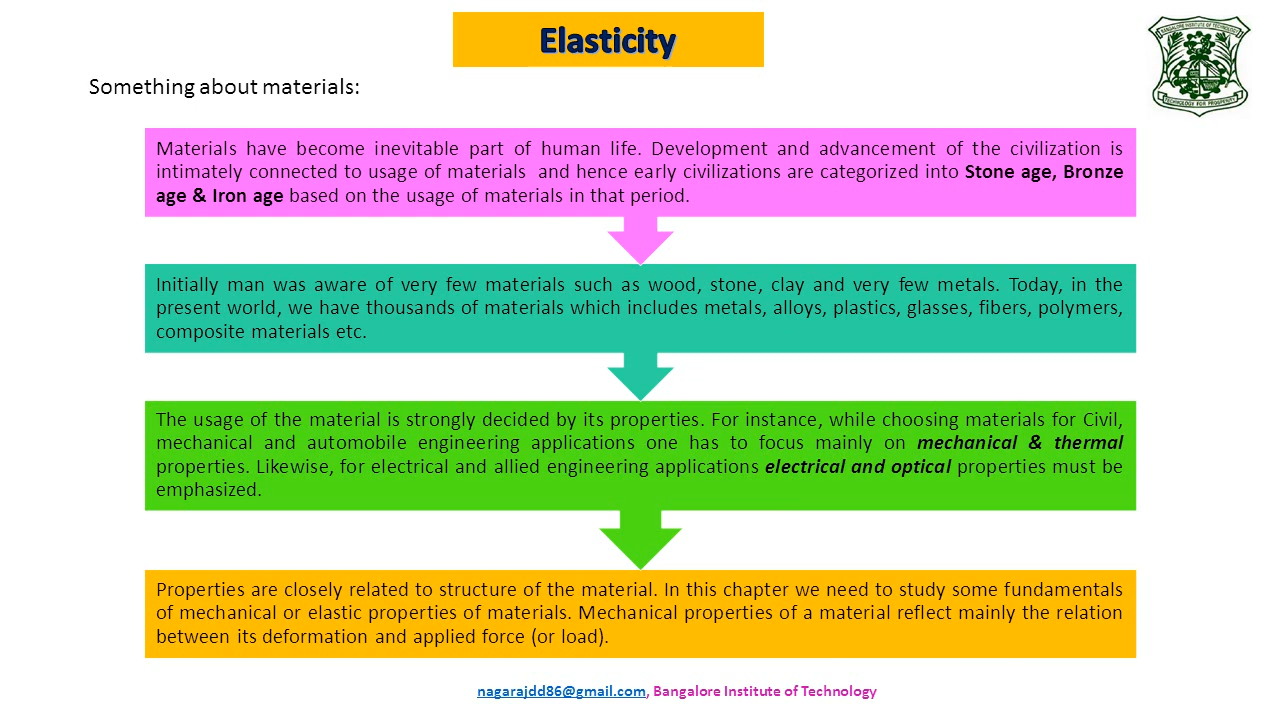 Elasticity
BANGALORE INSTITUTE OF TECHNOLOGY
TECHNOLOGY FOR PROSPERITY
Something about materials:
Materials have become inevitable part of human life. Development and advancement of the civilization is
intimately connected to usage of materials and hence early civilizations are categorized into Stone age, Bronze
age & Iron age based on the usage of materials in that period.
Initially man was aware of very few materials such as wood, stone, clay and very few metals. Today, in the
present world, we have thousands of materials which includes metals, alloys, plastics, glasses, fibers, polymers,
composite materials etc.
The usage of the material is strongly decided by its properties. For instance, while choosing materials for Civil,
mechanical and automobile engineering applications one has to focus mainly on mechanical & thermal
properties. Likewise, for electrical and allied engineering applications electrical and optical properties must be
emphasized.
Properties are closely related to structure of the material. In this chapter we need to study some fundamentals
of mechanical or elastic properties of materials. Mechanical properties of a material reflect mainly the relation
between its deformation and applied force (or load).
nagarajdd86@gmail.com, Bangalore Institute of Technology